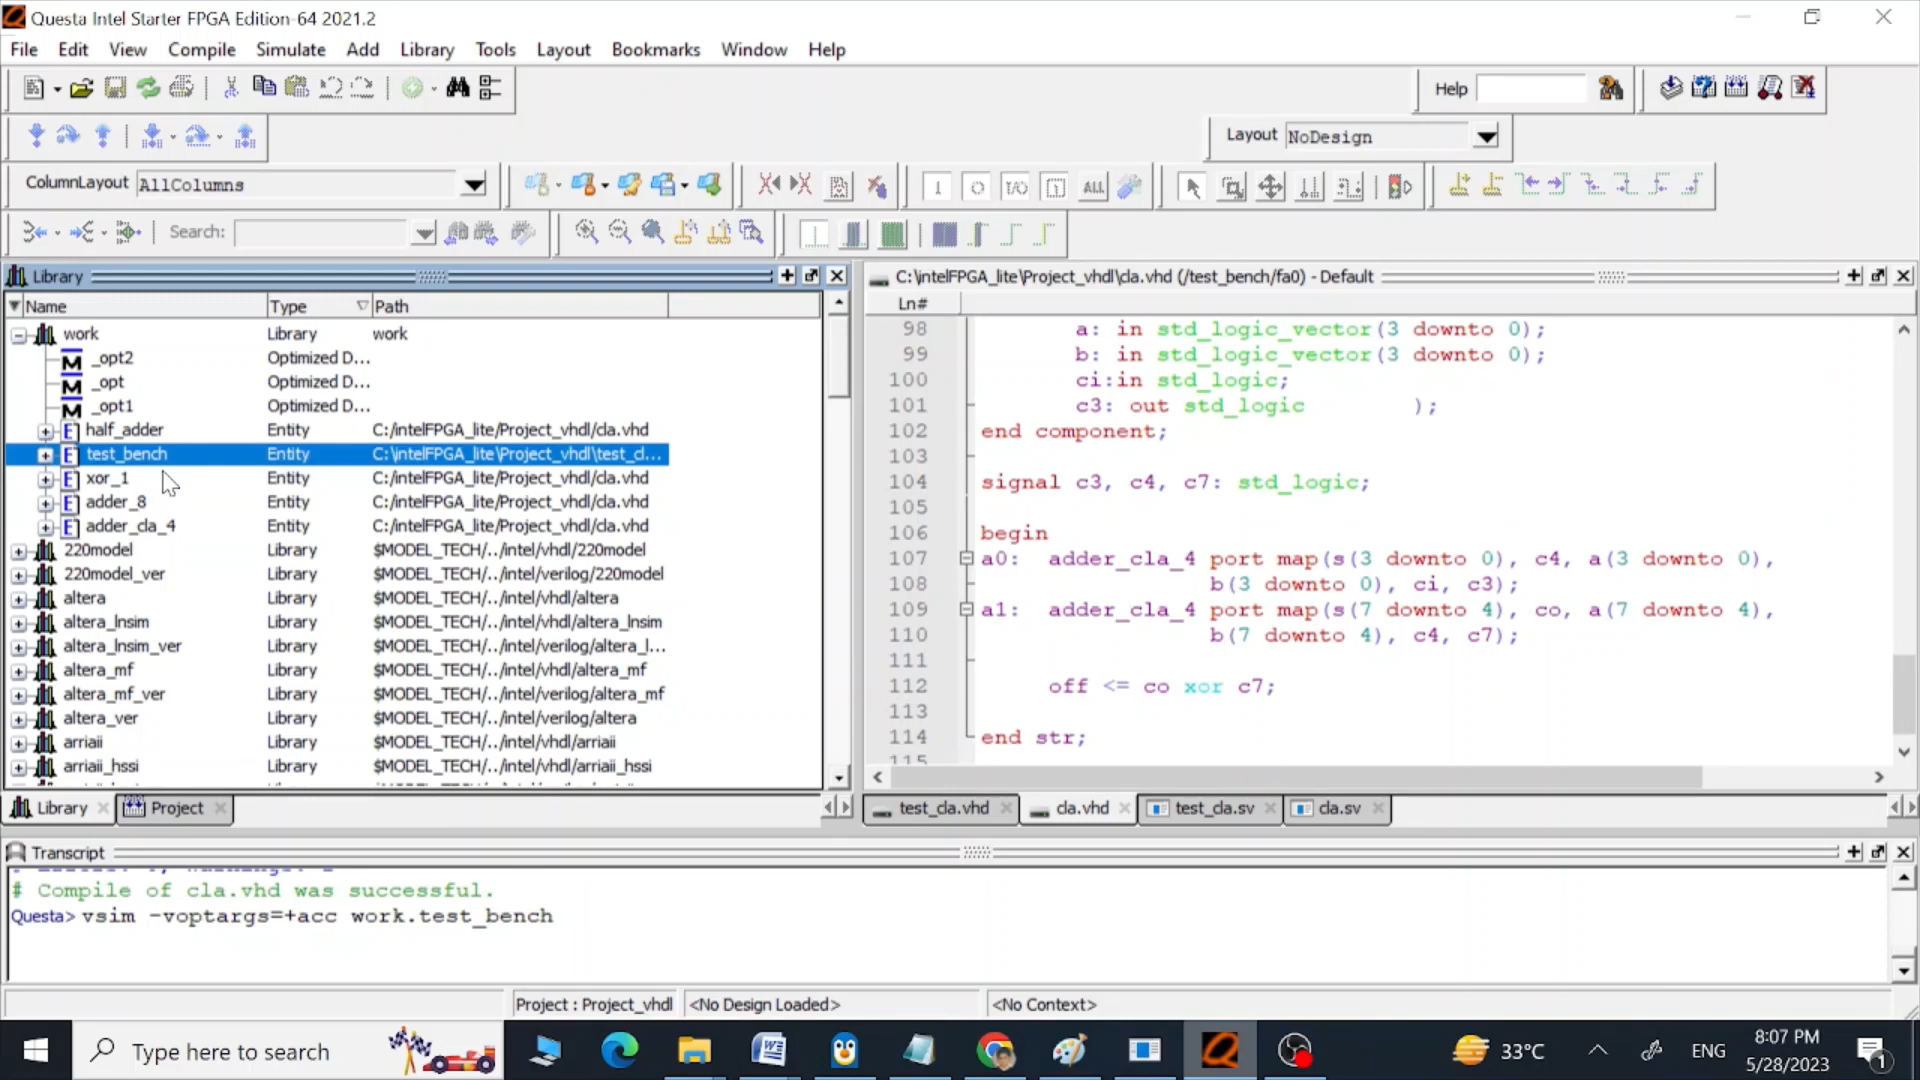 Questa Intel Starter FPGA Edition-64 2021.2
File Edit View Compile Simulate Add Library Tools Layout Bookmarks Window Help
Help
Layout NoDesign
ColumnLayout AllColumns
I/O ALL
Search:
Library
Name Type Path
work Library work
_opt2 Optimized D...
_opt Optimized D...
_opt1 Optimized D...
half_adder Entity C:/intelFPGA_lite/Project_vhdl/cla.vhd
test_bench Entity C:\intelFPGA_lite\Project_vhdl\test_cl...
xor_1 Entity C:/intelFPGA_lite/Project_vhdl/cla.vhd
adder_8 Entity C:/intelFPGA_lite/Project_vhdl/cla.vhd
adder_cla_4 Entity C:/intelFPGA_lite/Project_vhdl/cla.vhd
220model Library $MODEL_TECH/../intel/vhdl/220model
220model_ver Library $MODEL_TECH/../intel/verilog/220model
altera Library $MODEL_TECH/../intel/vhdl/altera
altera_lnsim Library $MODEL_TECH/../intel/vhdl/altera_lnsim
altera_lnsim_ver Library $MODEL_TECH/../intel/verilog/altera_l...
altera_mf Library $MODEL_TECH/../intel/vhdl/altera_mf
altera_mf_ver Library $MODEL_TECH/../intel/verilog/altera_mf
altera_ver Library $MODEL_TECH/../intel/verilog/altera
arriaii Library $MODEL_TECH/../intel/vhdl/arriaii
arriaii_hssi Library $MODEL_TECH/../intel/vhdl/arriaii_hssi
Library Project
C:\intelFPGA_lite\Project_vhdl\cla.vhd (/test_bench/fa0) - Default
Ln#
98 a: in std_logic_vector(3 downto 0);
99 b: in std_logic_vector(3 downto 0);
100 ci:in std_logic;
101 c3: out std_logic );
102 end component;
103
104 signal c3, c4, c7: std_logic;
105
106 begin
107 a0: adder_cla_4 port map(s(3 downto 0), c4, a(3 downto 0),
108 b(3 downto 0), ci, c3);
109 a1: adder_cla_4 port map(s(7 downto 4), co, a(7 downto 4),
110 b(7 downto 4), c4, c7);
111
112 off <= co xor c7;
113
114 end str;
115
test_cla.vhd cla.vhd test_cla.sv cla.sv
Transcript
# Compile of cla.vhd was successful.
Questa> vsim -voptargs=+acc work.test_bench
Project : Project_vhdl <No Design Loaded> <No Context>
Type here to search
33°C ENG
8:07 PM
5/28/2023
1